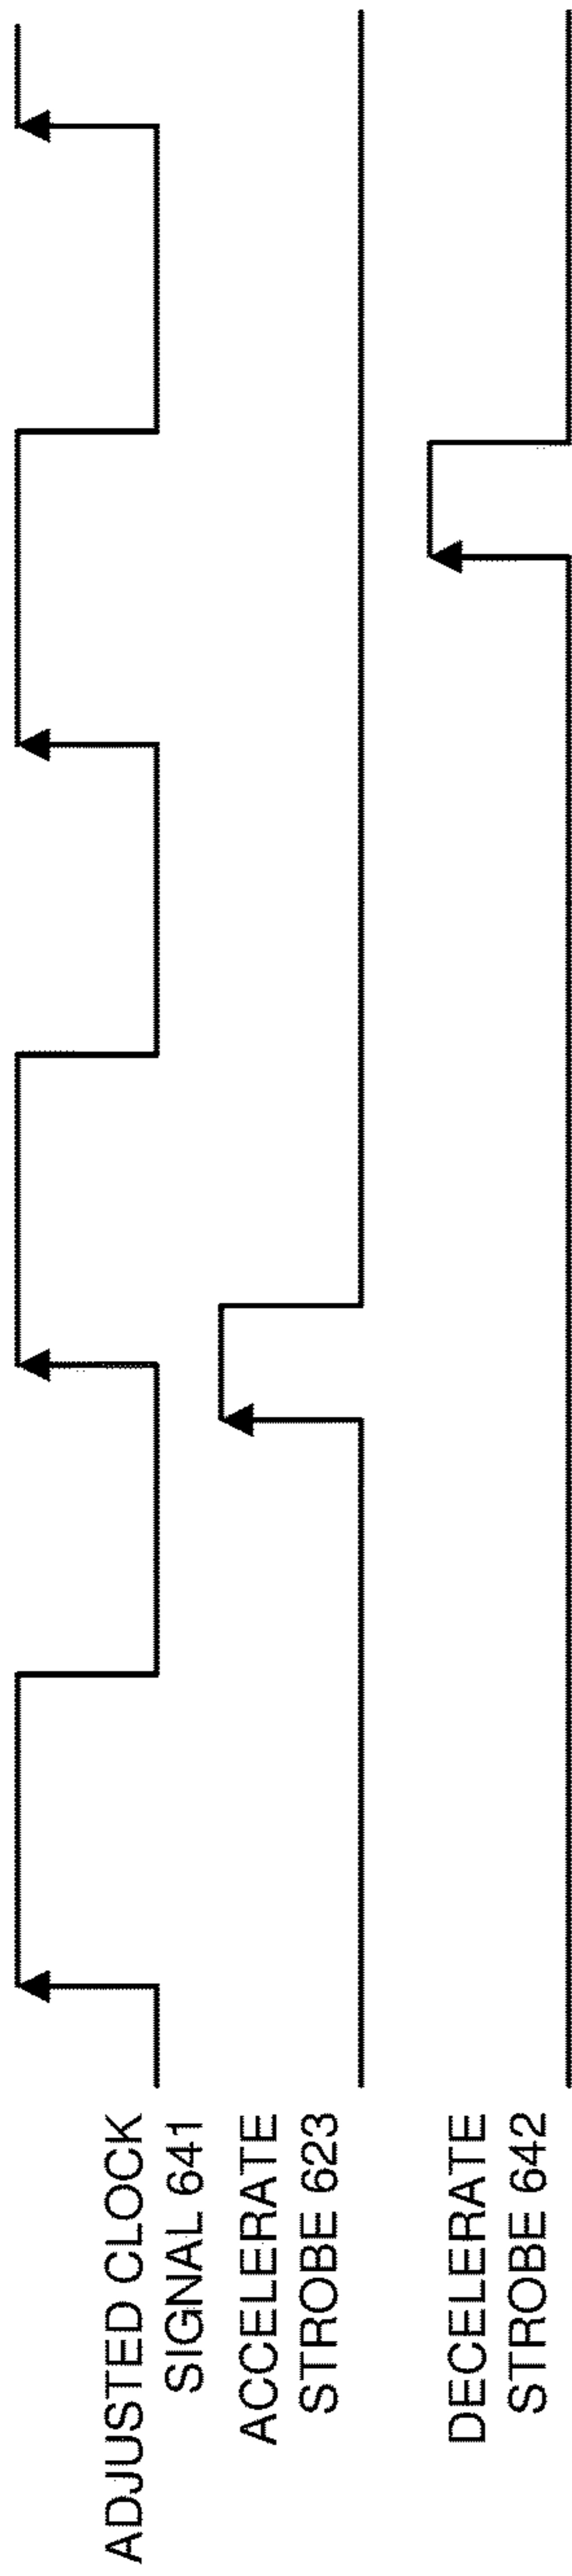 ADJUSTED CLOCK
SIGNAL 641
ACCELERATE
STROBE 623
DECELERATE
STROBE 642